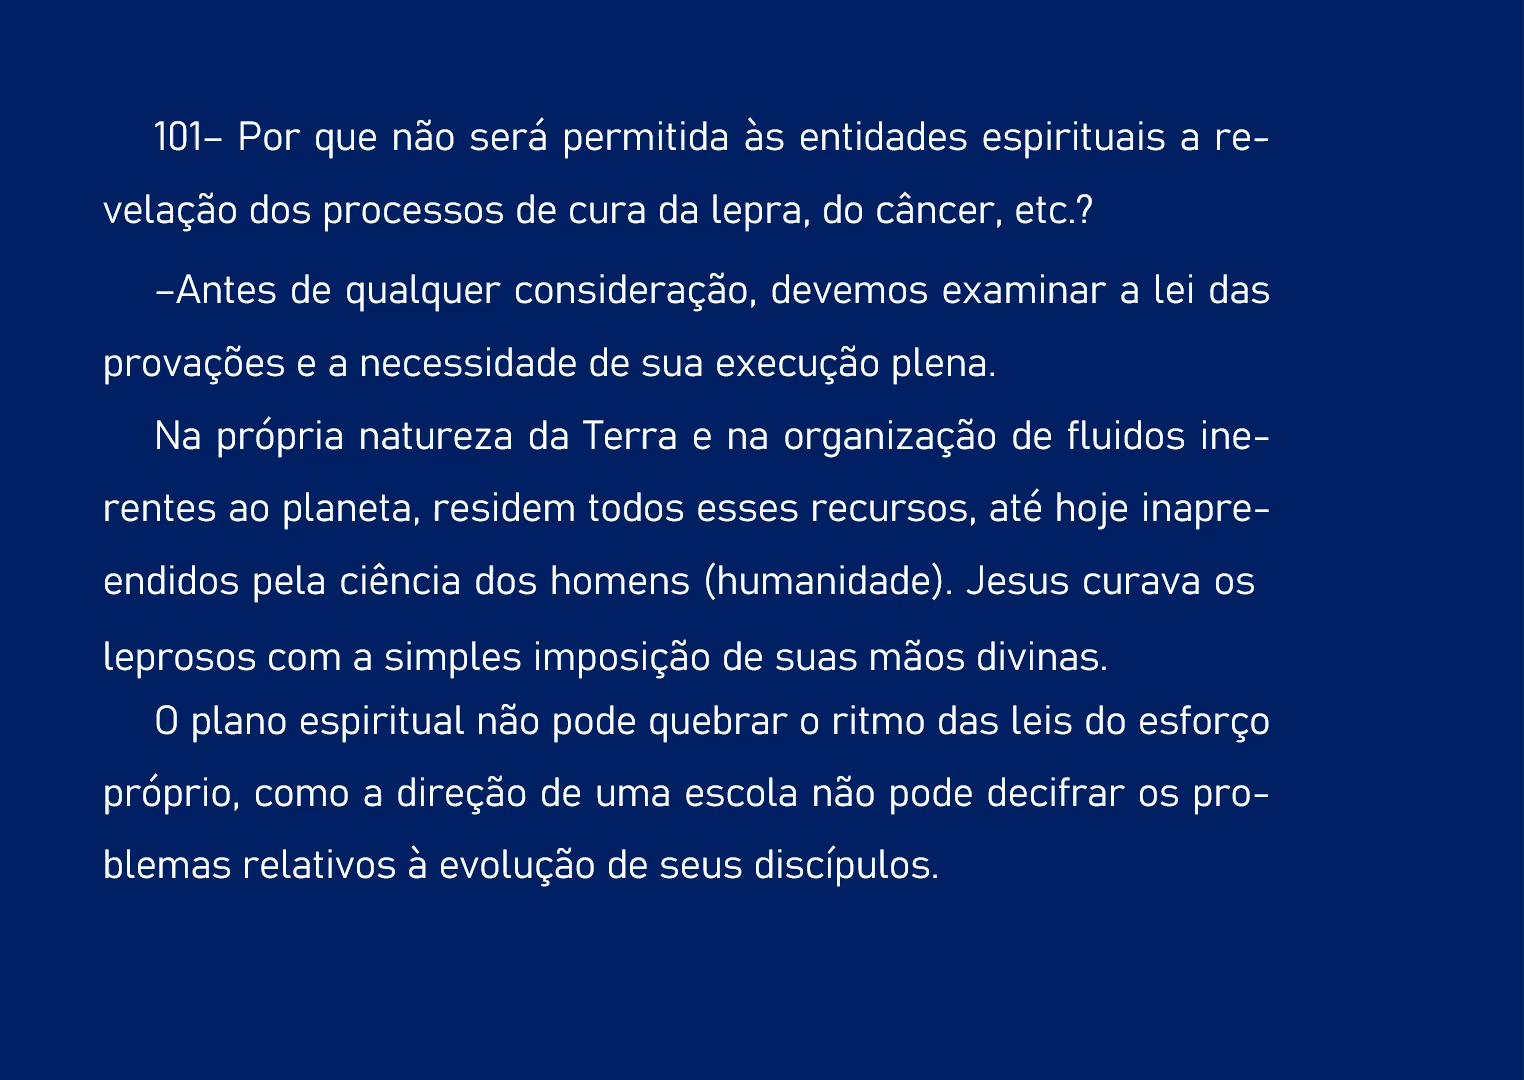 101– Por que não será permitida às entidades espirituais a re-
velação dos processos de cura da lepra, do câncer, etc.?
–Antes de qualquer consideração, devemos examinar a lei das
provações e a necessidade de sua execução plena.
Na própria natureza da Terra e na organização de fluidos ine-
rentes ao planeta, residem todos esses recursos, até hoje inapre-
endidos pela ciência dos homens (humanidade). Jesus curava os
leprosos com a simples imposição de suas mãos divinas.
O plano espiritual não pode quebrar o ritmo das leis do esforço
próprio, como a direção de uma escola não pode decifrar os pro-
blemas relativos à evolução de seus discípulos.